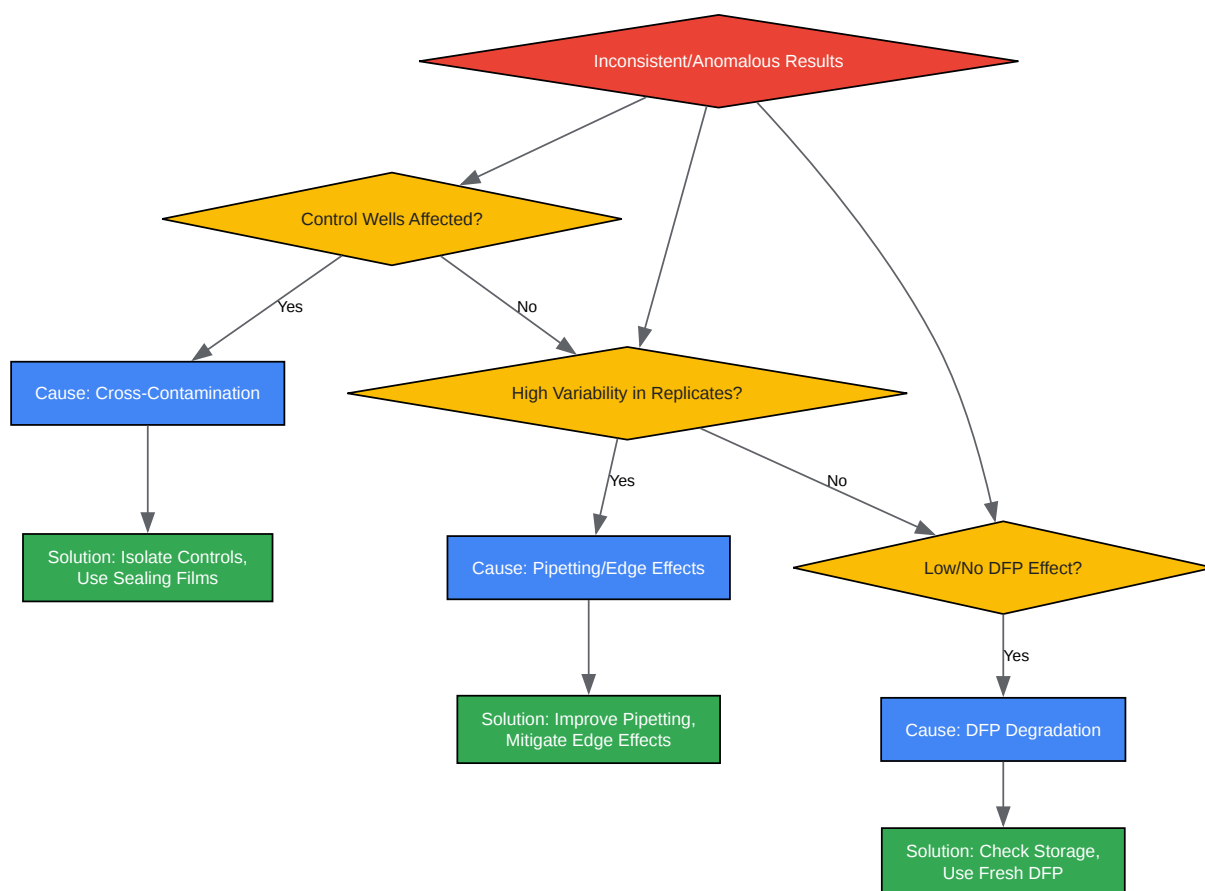 Inconsistent/Anomalous Results
Control Wells Affected?
Yes
No
Cause: Cross-Contamination
High Variability in Replicates?
Yes
No
Solution: Isolate Controls,
Use Sealing Films
Cause: Pipetting/Edge Effects
Low/No DFP Effect?
Yes
Solution: Improve Pipetting,
Mitigate Edge Effects
Cause: DFP Degradation
Solution: Check Storage,
Use Fresh DFP